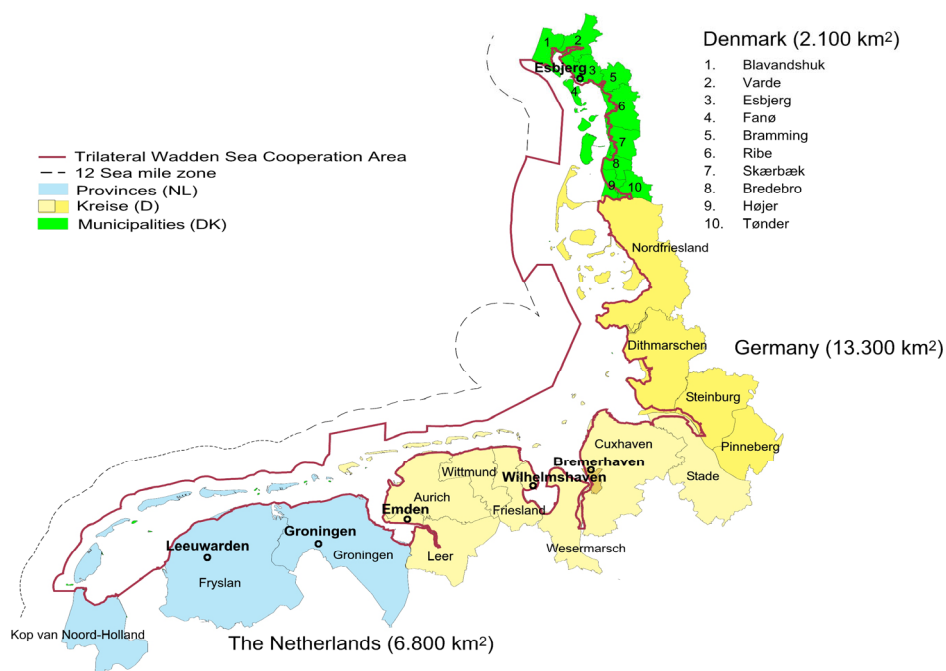 Denmark (2.100 km²)
1. Blavandshuk
2. Varde
3. Esbjerg
4. Fanø
5. Bramming
6. Ribe
7. Skærbæk
8. Bredebro
9. Højer
10. Tønder
1
2
Esbjerg
3
5
4
6
7
8
9
10
Trilateral Wadden Sea Cooperation Area
12 Sea mile zone
Provinces (NL)
Kreise (D)
Municipalities (DK)
Nordfriesland
Dithmarschen
Germany (13.300 km²)
Steinburg
Pinneberg
Cuxhaven
Bremerhaven
Stade
Wittmund
Wilhelmshaven
Aurich
Friesland
Emden
Leer
Wesermarsch
Groningen
Groningen
Leeuwarden
Fryslan
Kop van Noord-Holland
The Netherlands (6.800 km²)